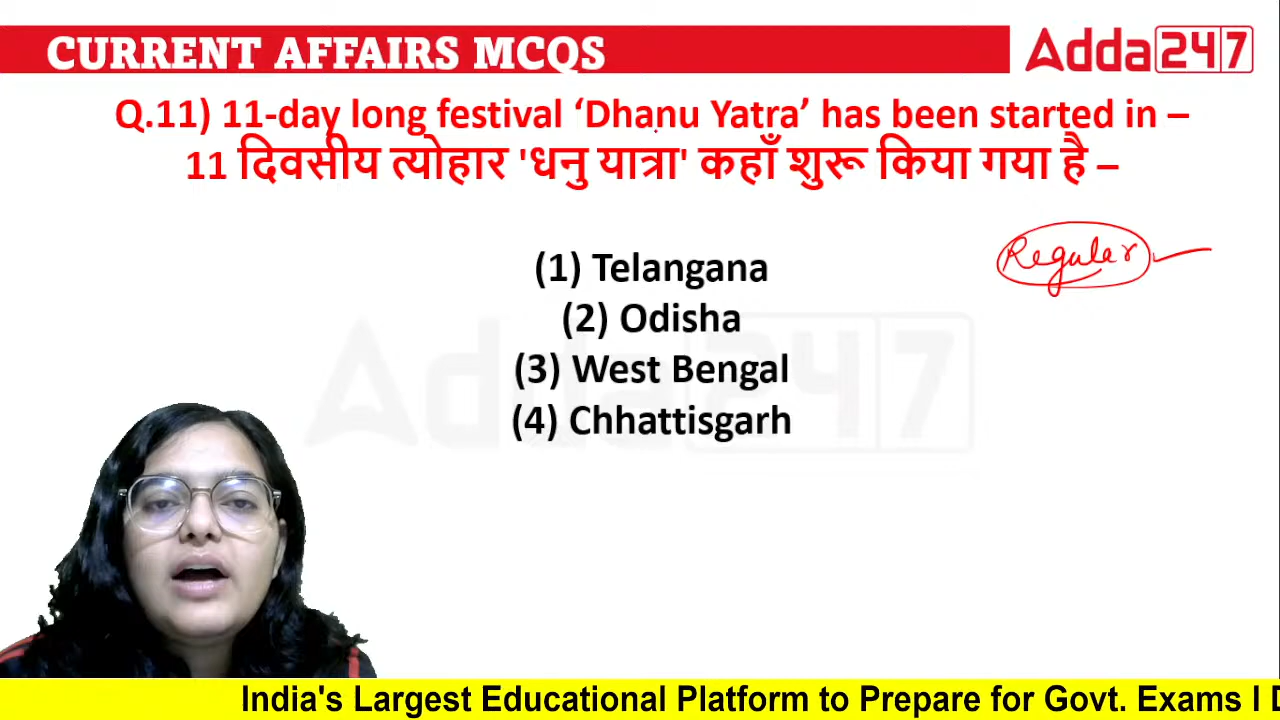 CURRENT AFFAIRS MCQS
Adda247
Q.11) 11-day long festival ‘Dhanu Yatra’ has been started in –
11 दिवसीय त्योहार 'धनु यात्रा' कहाँ शुरू किया गया है –
Regular
(1) Telangana
(2) Odisha
(3) West Bengal
(4) Chhattisgarh
Adda247
India's Largest Educational Platform to Prepare for Govt. Exams I